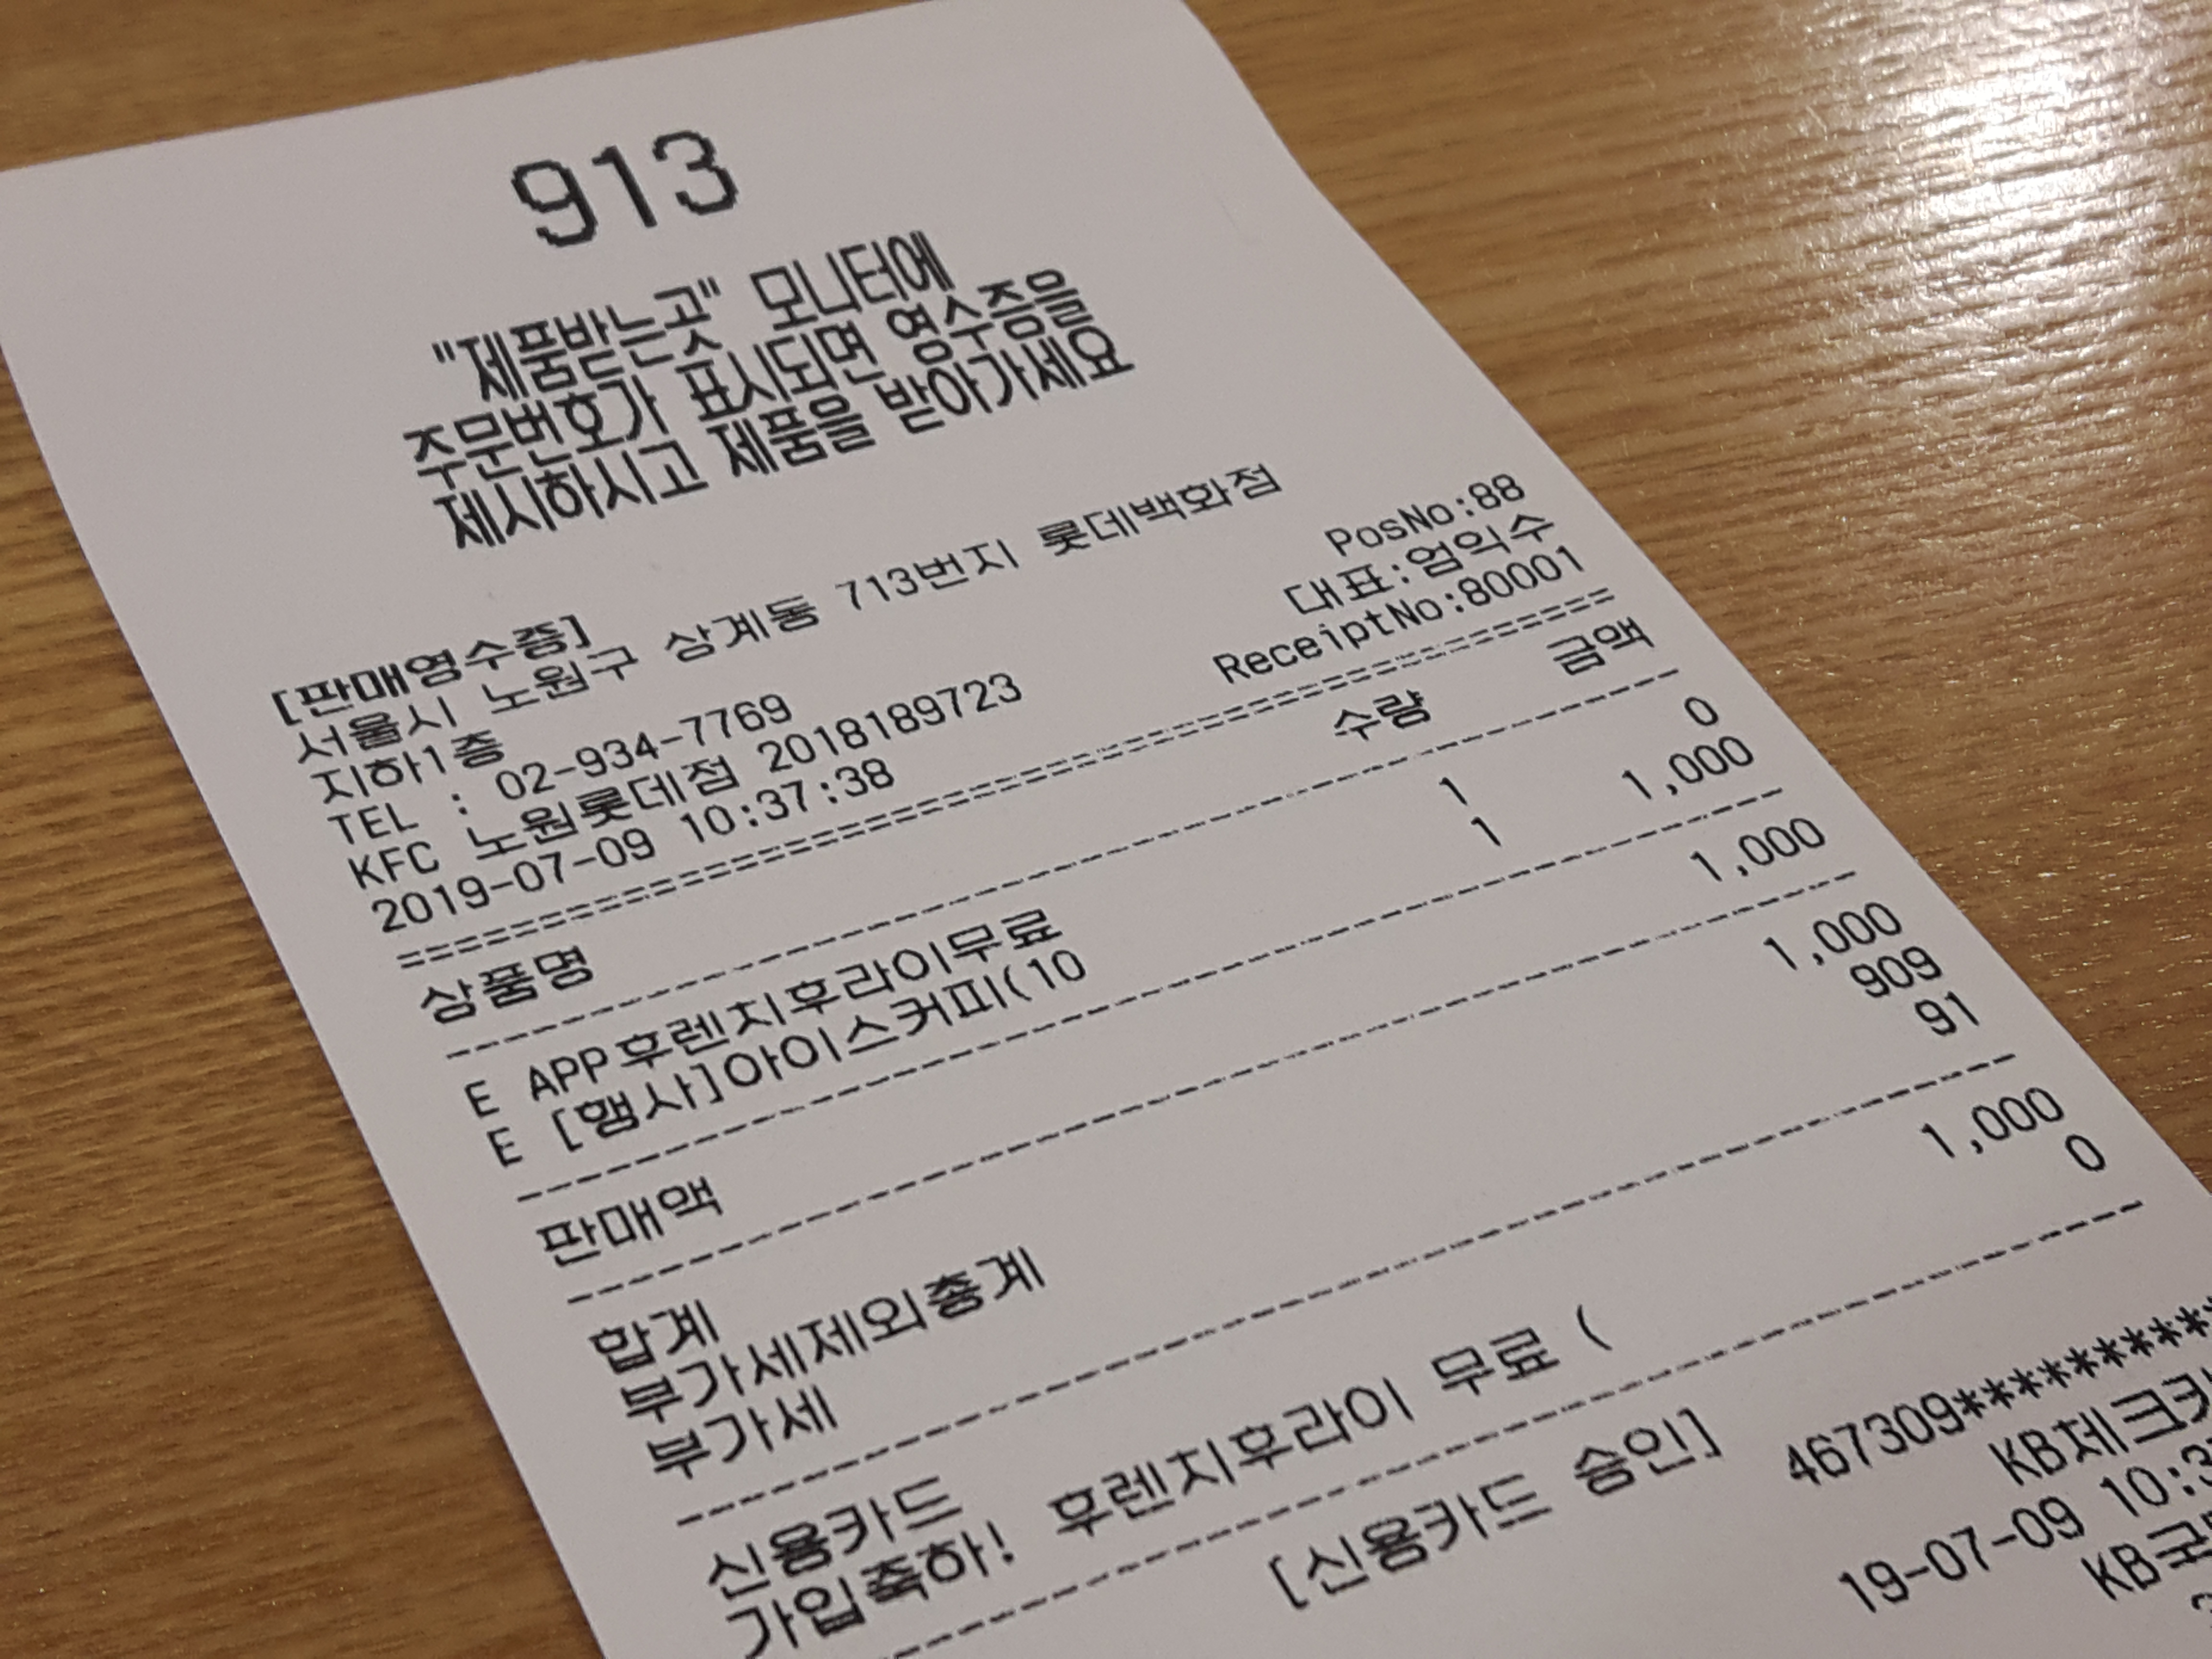 913
"제품받는곳" 모니터에
주문번호가 표시되면 영수증을
제시하시고 제품을 받아가세요
[판매영수증]
서울시 노원구 상계동 713번지 롯데백화점
지하1층 PosNo:88
TEL : 02-934-7769 대표:엄익수
KFC 노원롯데점 2018189723 ReceiptNo:80001
2019-07-09 10:37:38
==========================================
상품명 수량 금액
E APP후렌치후라이무료 1 0
E [행사]아이스커피(10 1 1,000
판매액 1,000
합계 1,000
부가세제외총계 909
부가세 91
신용카드 1,000
가입축하! 후렌치후라이 무료 ( 0
[신용카드 승인]
467309**********
KB체크카
19-07-09 10:3
KB국